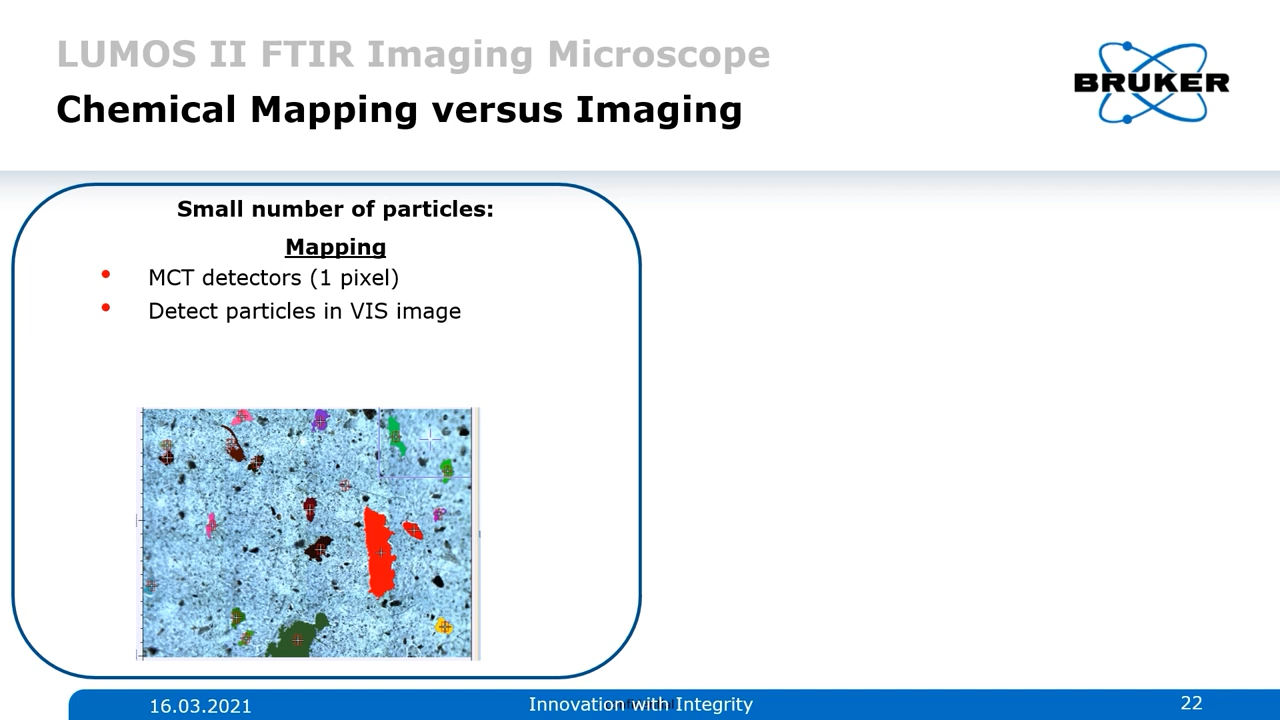 LUMOS II FTIR Imaging Microscope
BRUKER
Chemical Mapping versus Imaging
Small number of particles:
Mapping
• MCT detectors (1 pixel)
• Detect particles in VIS image
16.03.2021
Innovation with Integrity
22